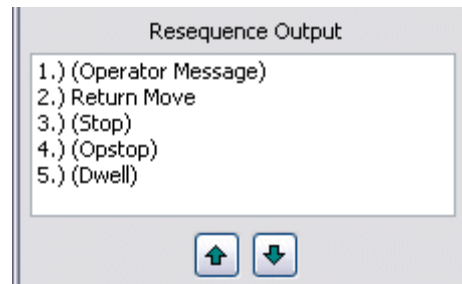 Resequence Output
1.) (Operator Message)
2.) Return Move
3.) (Stop)
4.) (Opstop)
5.) (Dwell)